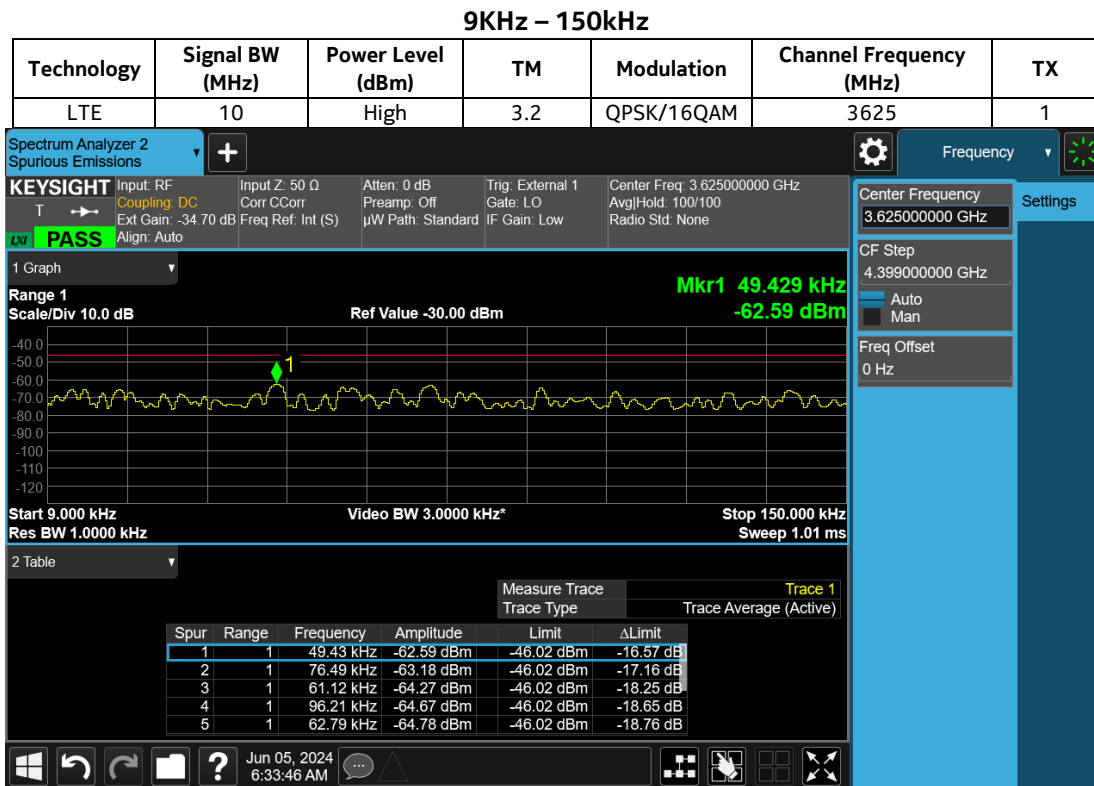 9KHz – 150kHz
Technology Signal BW (MHz) Power Level (dBm) TM Modulation Channel Frequency (MHz) TX
LTE 10 High 3.2 QPSK/16QAM 3625 1
Spectrum Analyzer 2
Spurious Emissions
Frequency
KEYSIGHT Input: RF Input Z: 50 Ω Atten: 0 dB Trig: External 1 Center Freq: 3.625000000 GHz
T Coupling: DC Corr CCorr Preamp: Off Gate: LO Avg|Hold: 100/100
Ext Gain: -34.70 dB Freq Ref: Int (S) µW Path: Standard IF Gain: Low Radio Std: None
LXI PASS Align: Auto
Center Frequency
3.625000000 GHz
Settings
CF Step
4.399000000 GHz
Auto
Man
Freq Offset
0 Hz
1 Graph
Mkr1 49.429 kHz
Range 1
Scale/Div 10.0 dB Ref Value -30.00 dBm -62.59 dBm
-40.0
-50.0
1
-60.0
-70.0
-80.0
-90.0
-100
-110
-120
Start 9.000 kHz Video BW 3.0000 kHz* Stop 150.000 kHz
Res BW 1.0000 kHz Sweep 1.01 ms
2 Table
Measure Trace Trace 1
Trace Type Trace Average (Active)
Spur Range Frequency Amplitude Limit ΔLimit
1 1 49.43 kHz -62.59 dBm -46.02 dBm -16.57 dB
2 1 76.49 kHz -63.18 dBm -46.02 dBm -17.16 dB
3 1 61.12 kHz -64.27 dBm -46.02 dBm -18.25 dB
4 1 96.21 kHz -64.67 dBm -46.02 dBm -18.65 dB
5 1 62.79 kHz -64.78 dBm -46.02 dBm -18.76 dB
Jun 05, 2024
6:33:46 AM